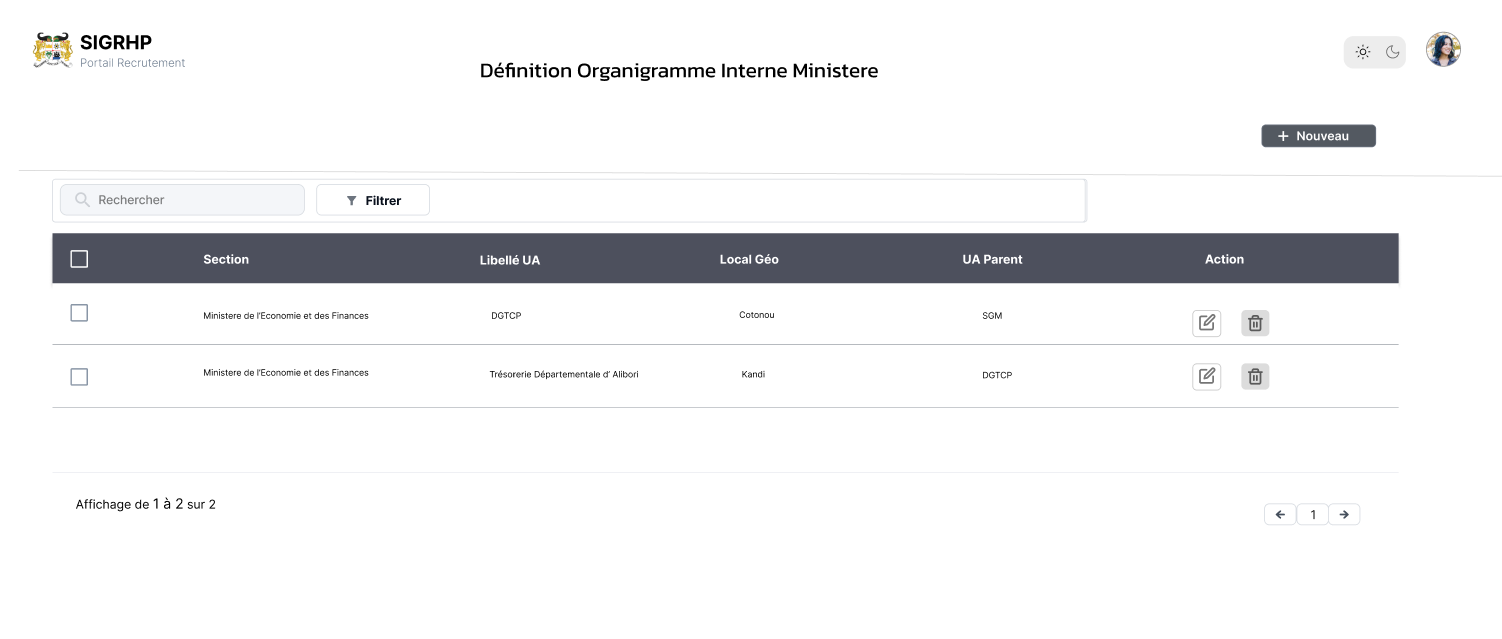 SIGRHP
Portail Recrutement
Définition Organigramme Interne Ministere
+ Nouveau
Rechercher
Filtrer
Section Libellé UA Local Géo UA Parent Action
Ministere de l'Economie et des Finances DGTCP Cotonou SGM
Ministere de l'Economie et des Finances Trésorerie Départementale d' Alibori Kandi DGTCP
Affichage de 1 à 2 sur 2
1